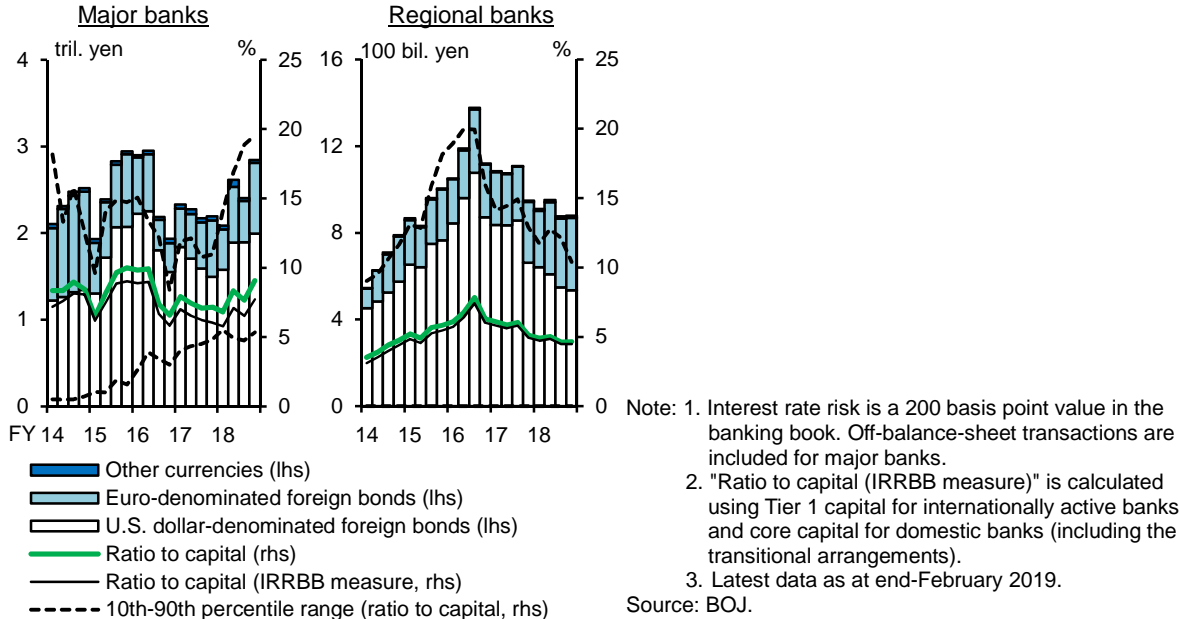 Major banks
tril. yen
%
4
3
2
1
0
25
20
15
10
5
0
FY 14 15 16 17 18
Regional banks
100 bil. yen
%
16
12
8
4
0
25
20
15
10
5
0
14 15 16 17 18
Other currencies (lhs)
Euro-denominated foreign bonds (lhs)
U.S. dollar-denominated foreign bonds (lhs)
Ratio to capital (rhs)
Ratio to capital (IRRBB measure, rhs)
10th-90th percentile range (ratio to capital, rhs)
Note: 1. Interest rate risk is a 200 basis point value in the
banking book. Off-balance-sheet transactions are
included for major banks.
2. "Ratio to capital (IRRBB measure)" is calculated
using Tier 1 capital for internationally active banks
and core capital for domestic banks (including the
transitional arrangements).
3. Latest data as at end-February 2019.
Source: BOJ.